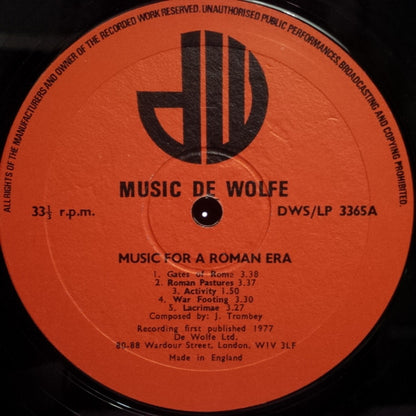 ALL RIGHTS OF THE MANUFACTURERS AND OWNER OF THE RECORDED WORK RESERVED. UNAUTHORISED PUBLIC PERFORMANCES, BROADCASTING AND COPYING PROHIBITED.
dW
MUSIC DE WOLFE
33⅓ r.p.m. DWS/LP 3365A
MUSIC FOR A ROMAN ERA
1. Gates of Rome 3.38
2. Roman Pastures 3.37
3. Activity 1.50
4. War Footing 3.30
5. Lacrimae 3.27
Composed by: J. Trombey
Recording first published 1977
De Wolfe Ltd.
80-88 Wardour Street, London, W1V 3LF
Made in England